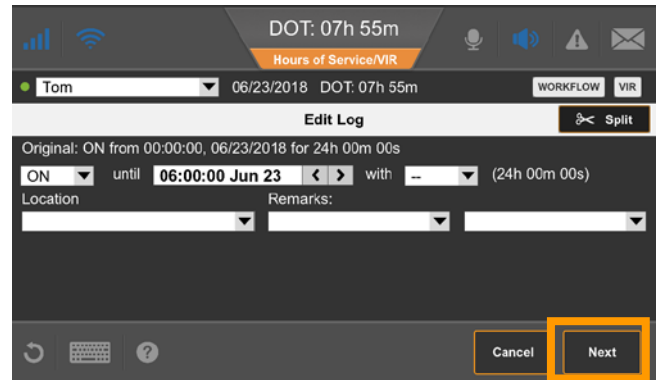 DOT: 07h 55m
Hours of Service/VIR
Tom 06/23/2018 DOT: 07h 55m WORKFLOW VIR
Edit Log Split
Original: ON from 00:00:00, 06/23/2018 for 24h 00m 00s
ON until 06:00:00 Jun 23 < > with -- (24h 00m 00s)
Location Remarks:
? Cancel Next